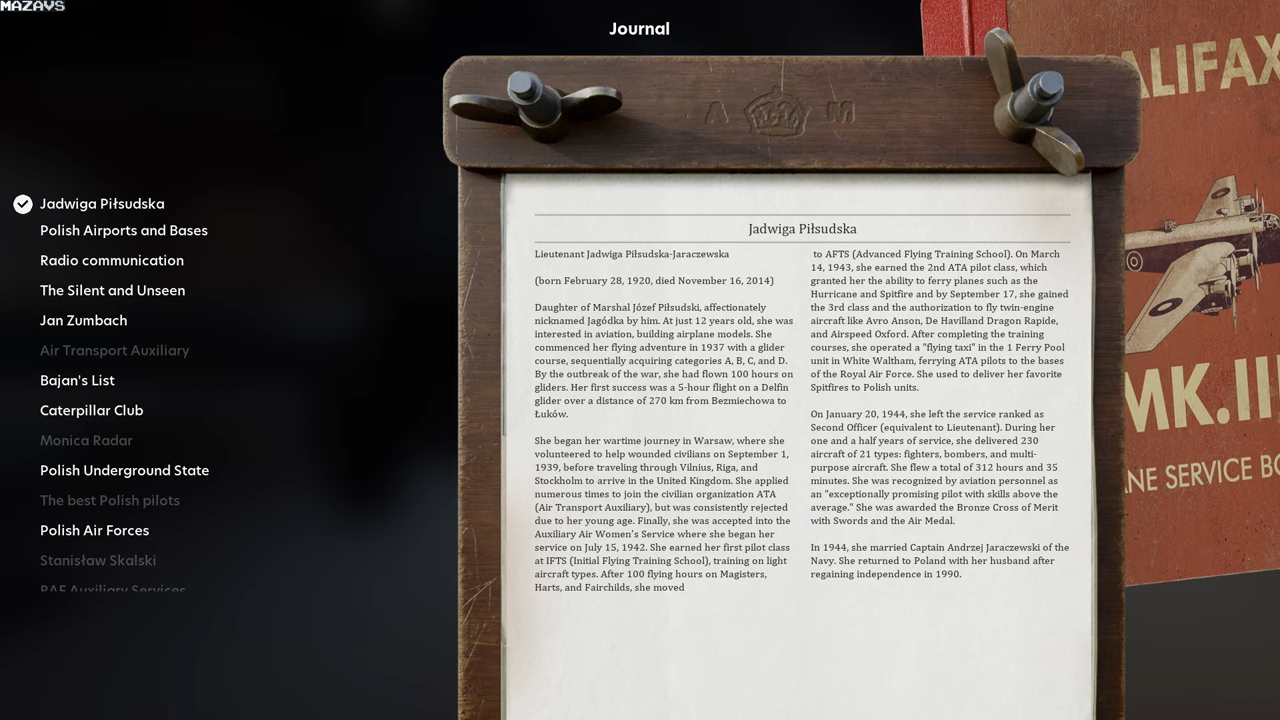 MAZAVS
Journal
A M
ALIFAX
MK.II
NE SERVICE BO
Jadwiga Piłsudska
Polish Airports and Bases
Radio communication
The Silent and Unseen
Jan Zumbach
Air Transport Auxiliary
Bajan's List
Caterpillar Club
Monica Radar
Polish Underground State
The best Polish pilots
Polish Air Forces
Stanisław Skalski
RAF Auxiliary Services
Jadwiga Piłsudska
Lieutenant Jadwiga Piłsudska-Jaraczewska
(born February 28, 1920, died November 16, 2014)
Daughter of Marshal Józef Piłsudski, affectionately
nicknamed Jagódka by him. At just 12 years old, she was
interested in aviation, building airplane models. She
commenced her flying adventure in 1937 with a glider
course, sequentially acquiring categories A, B, C, and D.
By the outbreak of the war, she had flown 100 hours on
gliders. Her first success was a 5-hour flight on a Delfin
glider over a distance of 270 km from Bezmiechowa to
Łuków.
She began her wartime journey in Warsaw, where she
volunteered to help wounded civilians on September 1,
1939, before traveling through Vilnius, Riga, and
Stockholm to arrive in the United Kingdom. She applied
numerous times to join the civilian organization ATA
(Air Transport Auxiliary), but was consistently rejected
due to her young age. Finally, she was accepted into the
Auxiliary Air Women's Service where she began her
service on July 15, 1942. She earned her first pilot class
at IFTS (Initial Flying Training School), training on light
aircraft types. After 100 flying hours on Magisters,
Harts, and Fairchilds, she moved
to AFTS (Advanced Flying Training School). On March
14, 1943, she earned the 2nd ATA pilot class, which
granted her the ability to ferry planes such as the
Hurricane and Spitfire and by September 17, she gained
the 3rd class and the authorization to fly twin-engine
aircraft like Avro Anson, De Havilland Dragon Rapide,
and Airspeed Oxford. After completing the training
courses, she operated a "flying taxi" in the 1 Ferry Pool
unit in White Waltham, ferrying ATA pilots to the bases
of the Royal Air Force. She used to deliver her favorite
Spitfires to Polish units.
On January 20, 1944, she left the service ranked as
Second Officer (equivalent to Lieutenant). During her
one and a half years of service, she delivered 230
aircraft of 21 types: fighters, bombers, and multi-
purpose aircraft. She flew a total of 312 hours and 35
minutes. She was recognized by aviation personnel as
an "exceptionally promising pilot with skills above the
average." She was awarded the Bronze Cross of Merit
with Swords and the Air Medal.
In 1944, she married Captain Andrzej Jaraczewski of the
Navy. She returned to Poland with her husband after
regaining independence in 1990.